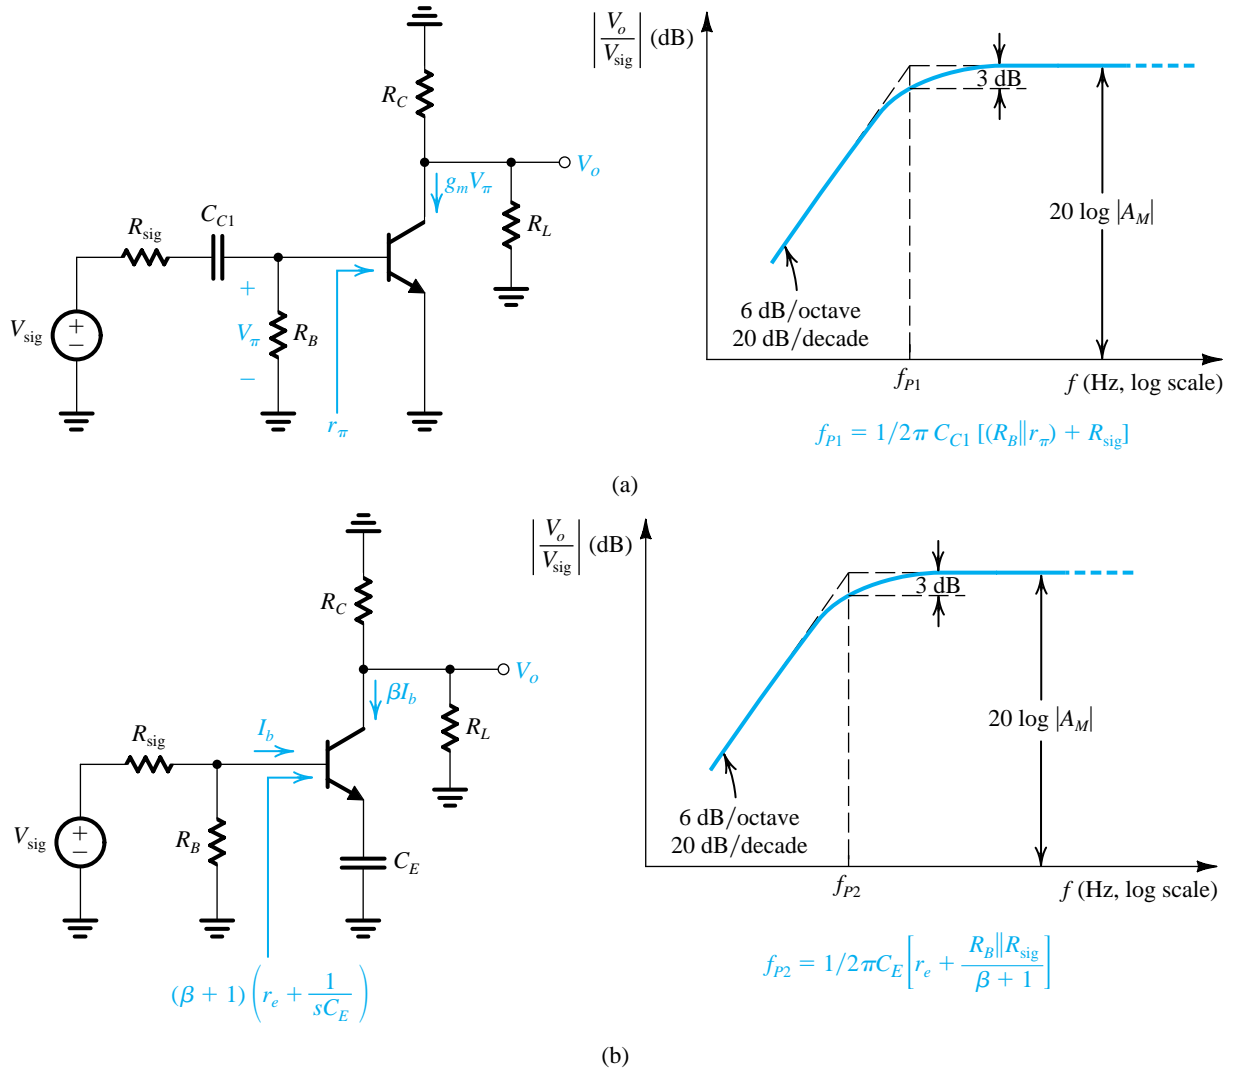 |V_o / V_sig| (dB)
3 dB
R_C
V_o
g_m V_π
C_C1
R_sig
R_L
20 log |A_M|
+
V_sig
+
−
V_π
R_B
6 dB/octave
20 dB/decade
−
f_P1
f (Hz, log scale)
r_π
f_P1 = 1/2π C_C1 [(R_B∥r_π) + R_sig]
(a)
|V_o / V_sig| (dB)
3 dB
R_C
V_o
βI_b
R_sig
I_b
R_L
20 log |A_M|
V_sig
+
−
R_B
C_E
6 dB/octave
20 dB/decade
f_P2
f (Hz, log scale)
(β + 1) (r_e + 1 / sC_E)
f_P2 = 1/2πC_E [r_e + R_B∥R_sig / β + 1]
(b)